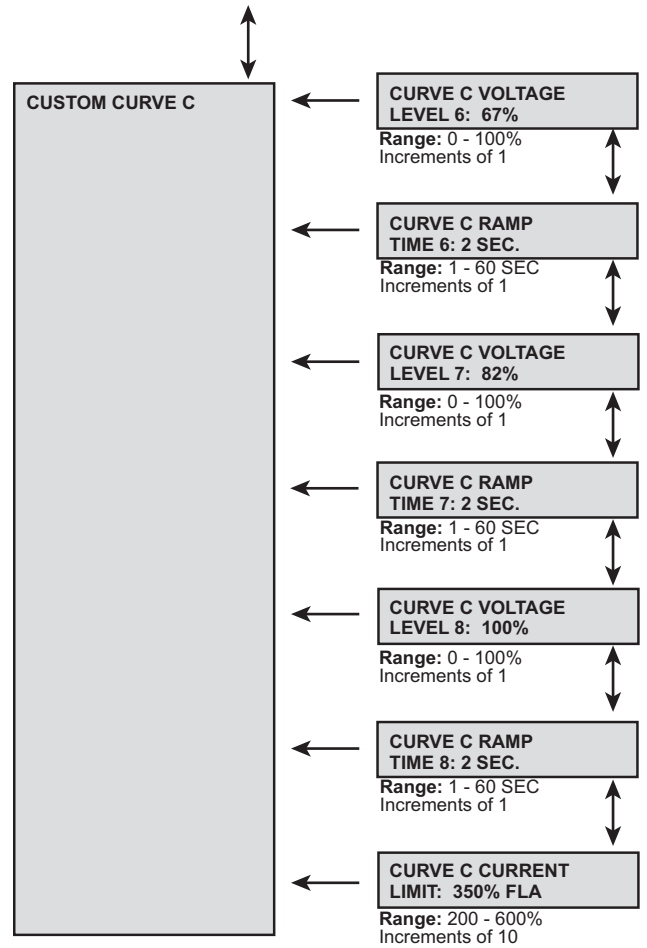 CUSTOM CURVE C
CURVE C VOLTAGE
LEVEL 6: 67%
Range: 0 - 100%
Increments of 1
CURVE C RAMP
TIME 6: 2 SEC.
Range: 1 - 60 SEC
Increments of 1
CURVE C VOLTAGE
LEVEL 7: 82%
Range: 0 - 100%
Increments of 1
CURVE C RAMP
TIME 7: 2 SEC.
Range: 1 - 60 SEC
Increments of 1
CURVE C VOLTAGE
LEVEL 8: 100%
Range: 0 - 100%
Increments of 1
CURVE C RAMP
TIME 8: 2 SEC.
Range: 1 - 60 SEC
Increments of 1
CURVE C CURRENT
LIMIT: 350% FLA
Range: 200 - 600%
Increments of 10